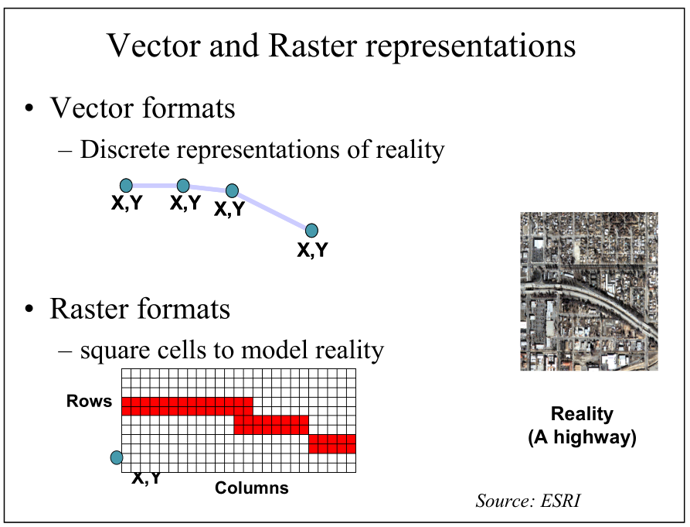 Vector and Raster representations
• Vector formats
– Discrete representations of reality
X,Y X,Y X,Y
X,Y
• Raster formats
– square cells to model reality
Rows
X,Y
Columns
Reality
(A highway)
Source: ESRI